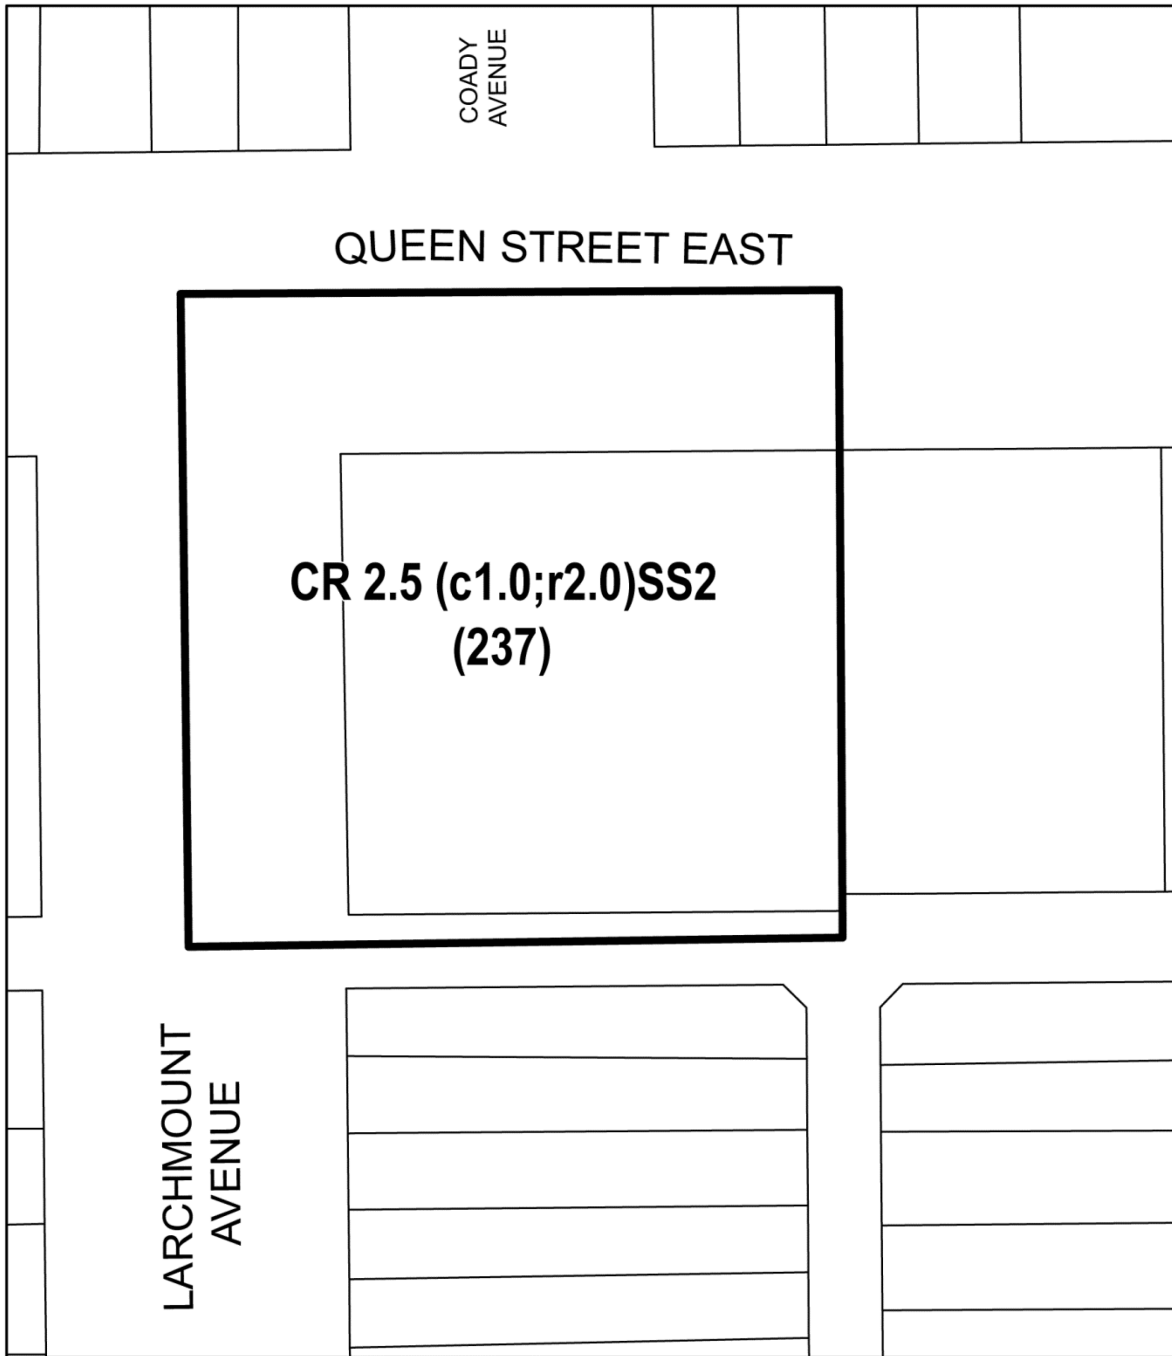 COADY
AVENUE
QUEEN STREET EAST
CR 2.5 (c1.0;r2.0)SS2
(237)
LARCHMOUNT
AVENUE